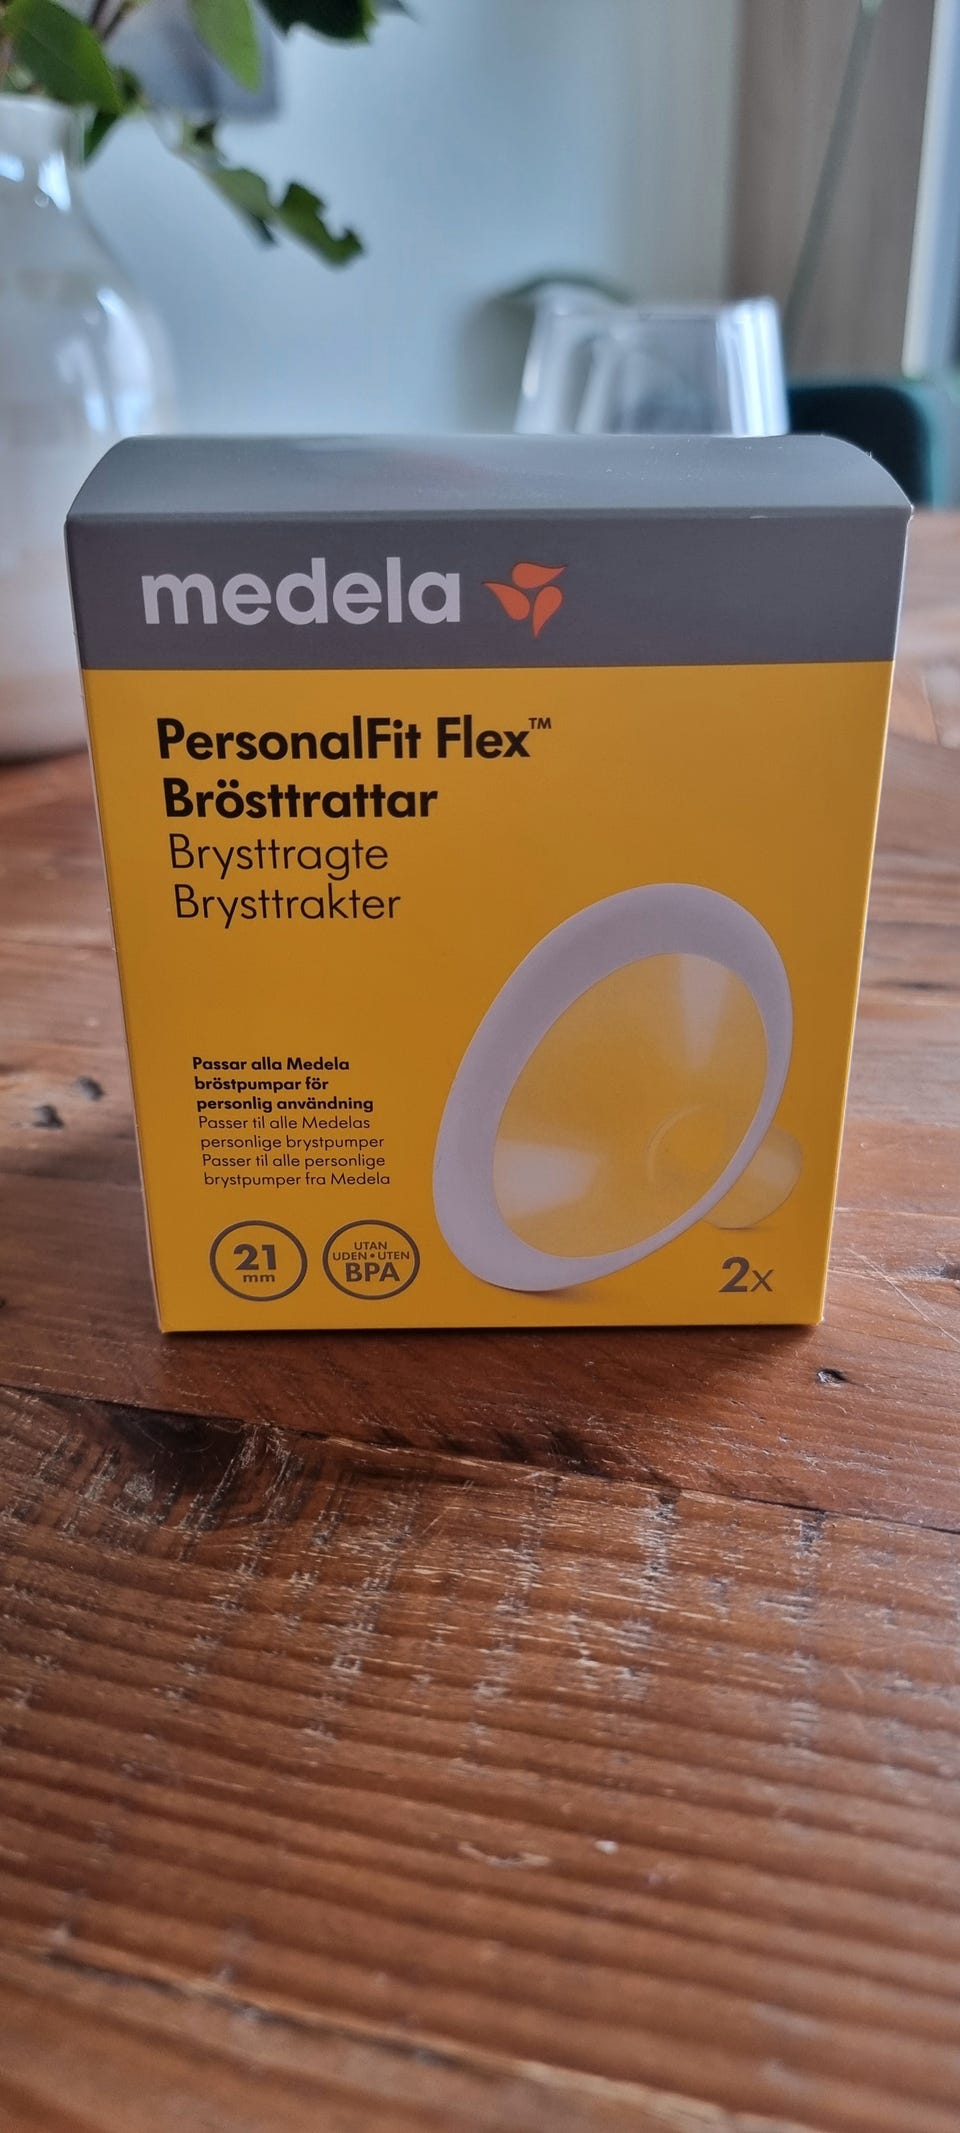 medela
PersonalFit Flex™
Brösttrattar
Brysttragte
Brysttrakter
Passar alla Medela
bröstpumpar för
personlig användning
Passer til alle Medelas
personlige brystpumper
Passer til alle personlige
brystpumper fra Medela
21
mm
UTAN
UDEN • UTEN
BPA
2x